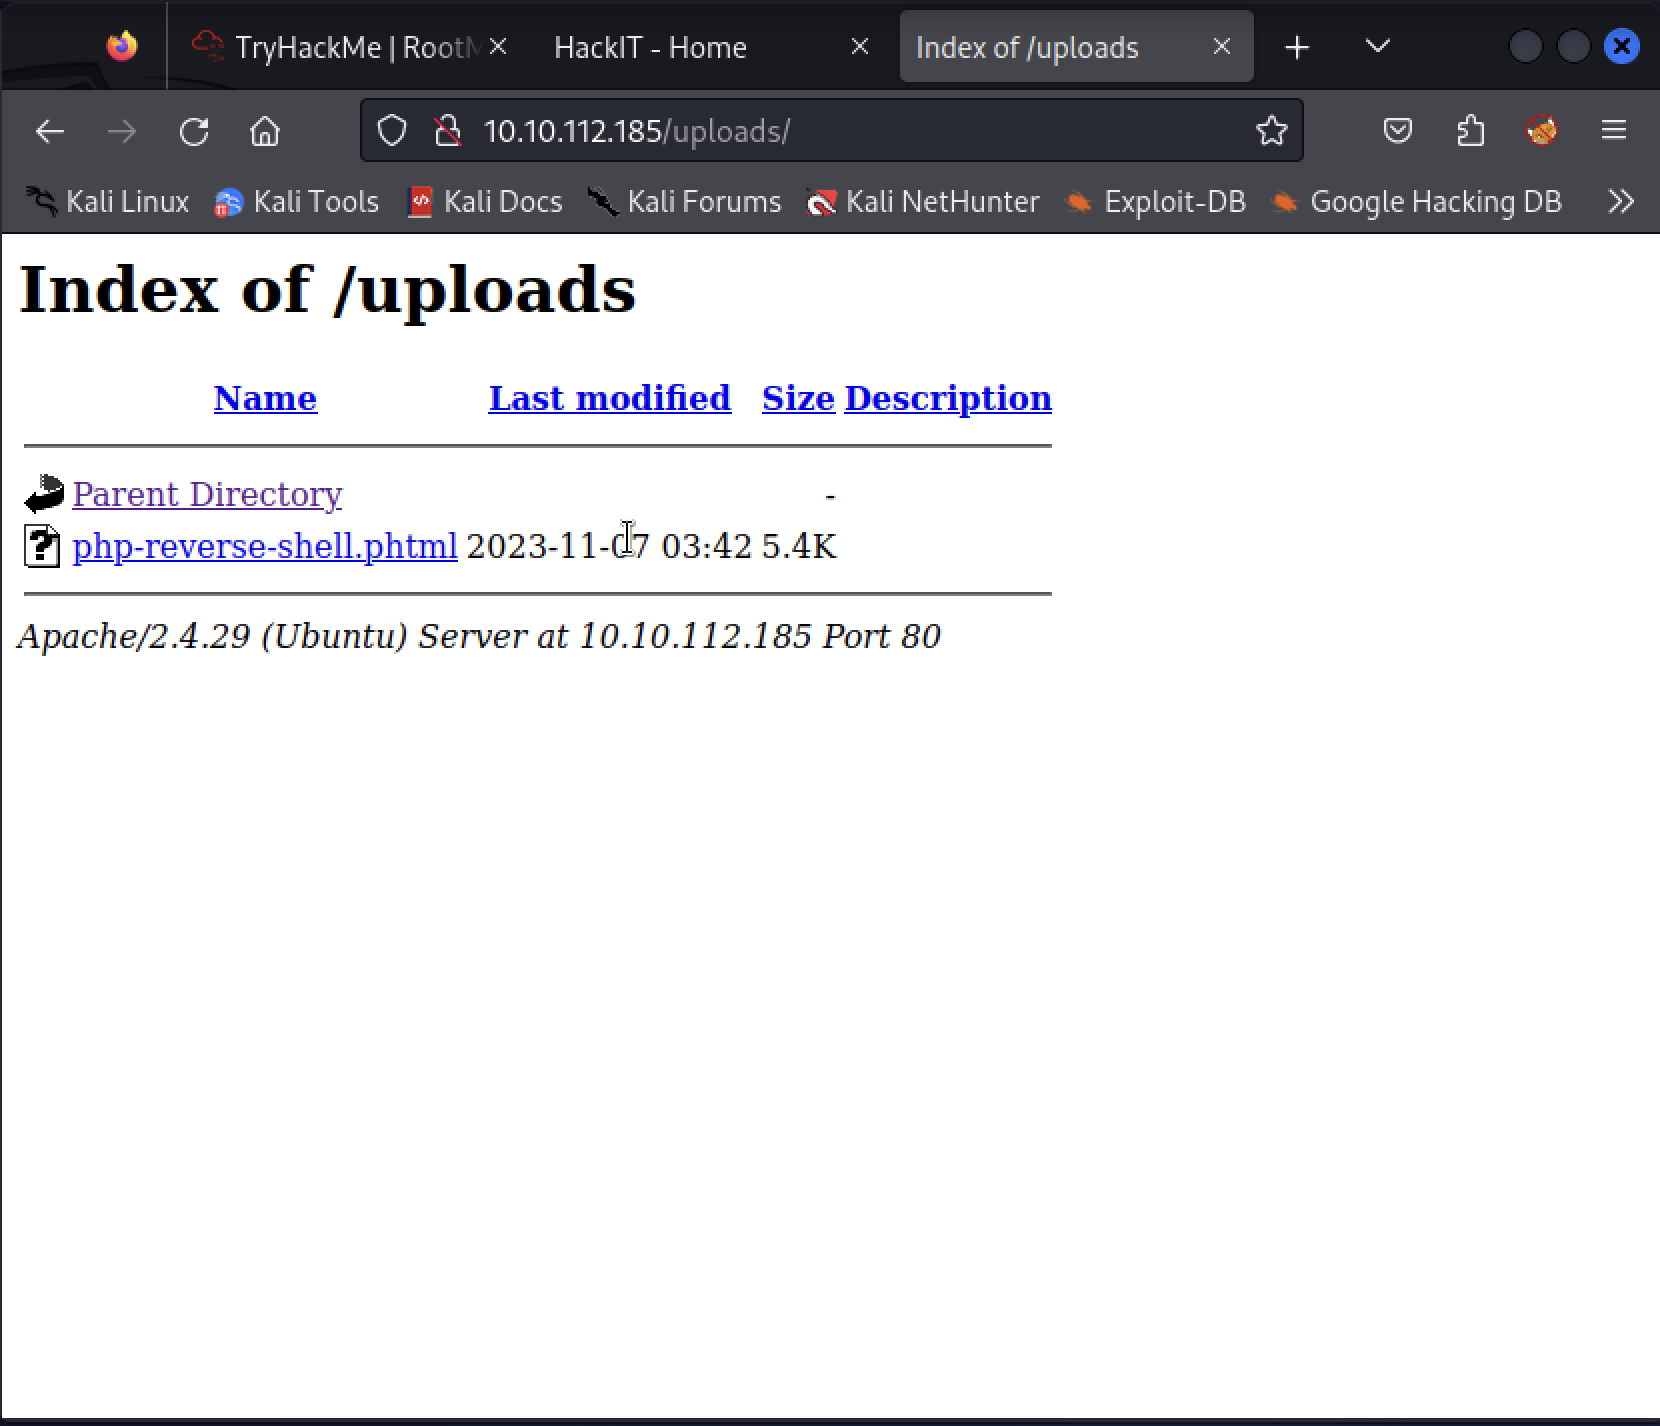 TryHackMe | RootM
HackIT - Home
Index of /uploads
10.10.112.185/uploads/
Kali Linux Kali Tools Kali Docs Kali Forums Kali NetHunter Exploit-DB Google Hacking DB
Index of /uploads
Name Last modified Size Description
Parent Directory -
php-reverse-shell.phtml 2023-11-07 03:42 5.4K
Apache/2.4.29 (Ubuntu) Server at 10.10.112.185 Port 80